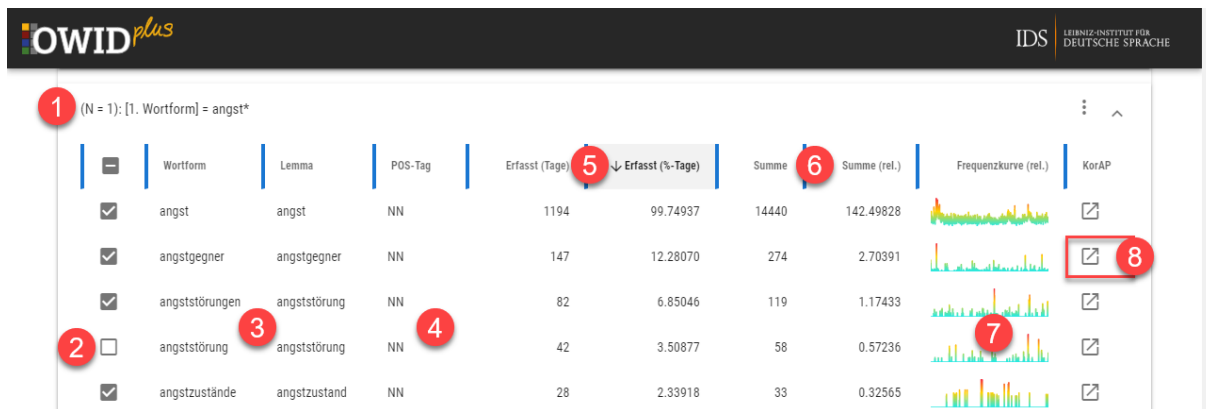 OWID plus
IDS LEIBNIZ-INSTITUT FÜR
DEUTSCHE SPRACHE
1 (N = 1): [1. Wortform] = angst*
Wortform Lemma POS-Tag Erfasst (Tage) 5 ↓ Erfasst (%-Tage) Summe 6 Summe (rel.) Frequenzkurve (rel.) KorAP
angst angst NN 1194 99.74937 14440 142.49828
angstgegner angstgegner NN 147 12.28070 274 2.70391 8
angststörungen angststörung NN 82 6.85046 119 1.17433
3 4 7
2 angststörung angststörung NN 42 3.50877 58 0.57236
angstzustände angstzustand NN 28 2.33918 33 0.32565